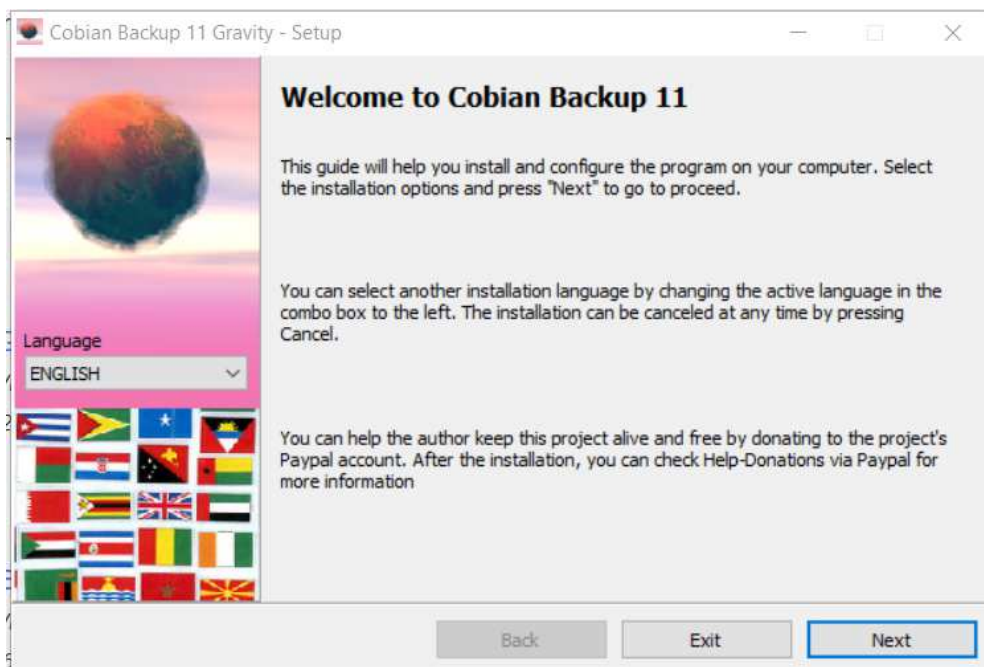 Cobian Backup 11 Gravity - Setup
Welcome to Cobian Backup 11
This guide will help you install and configure the program on your computer. Select
the installation options and press "Next" to go to proceed.
You can select another installation language by changing the active language in the
combo box to the left. The installation can be canceled at any time by pressing
Cancel.
Language
ENGLISH
You can help the author keep this project alive and free by donating to the project's
Paypal account. After the installation, you can check Help-Donations via Paypal for
more information
Back
Exit
Next